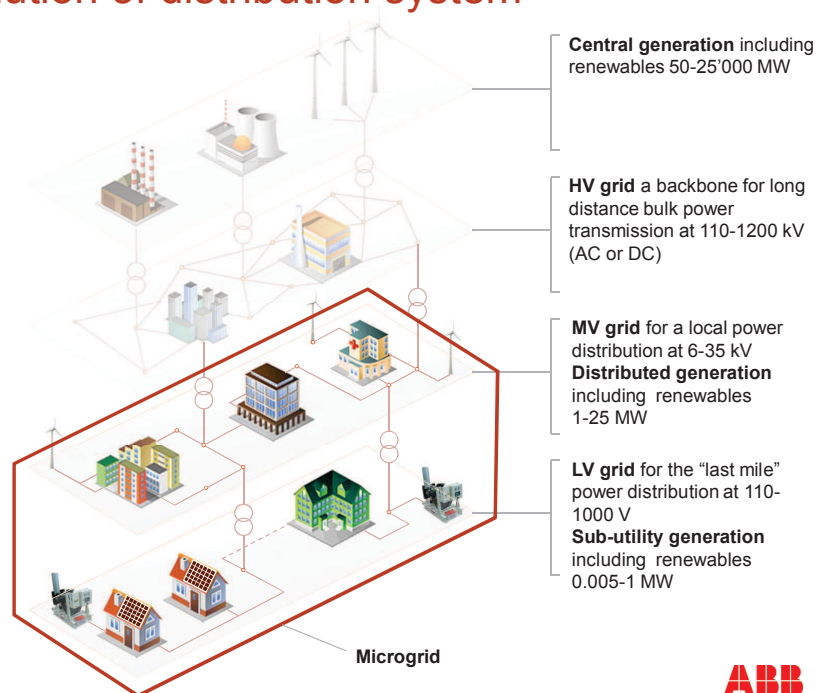 distribution system
Central generation including
renewables 50-25'000 MW
HV grid a backbone for long
distance bulk power
transmission at 110-1200 kV
(AC or DC)
MV grid for a local power
distribution at 6-35 kV
Distributed generation
including renewables
1-25 MW
LV grid for the “last mile”
power distribution at 110-
1000 V
Sub-utility generation
including renewables
0.005-1 MW
Microgrid
ABB